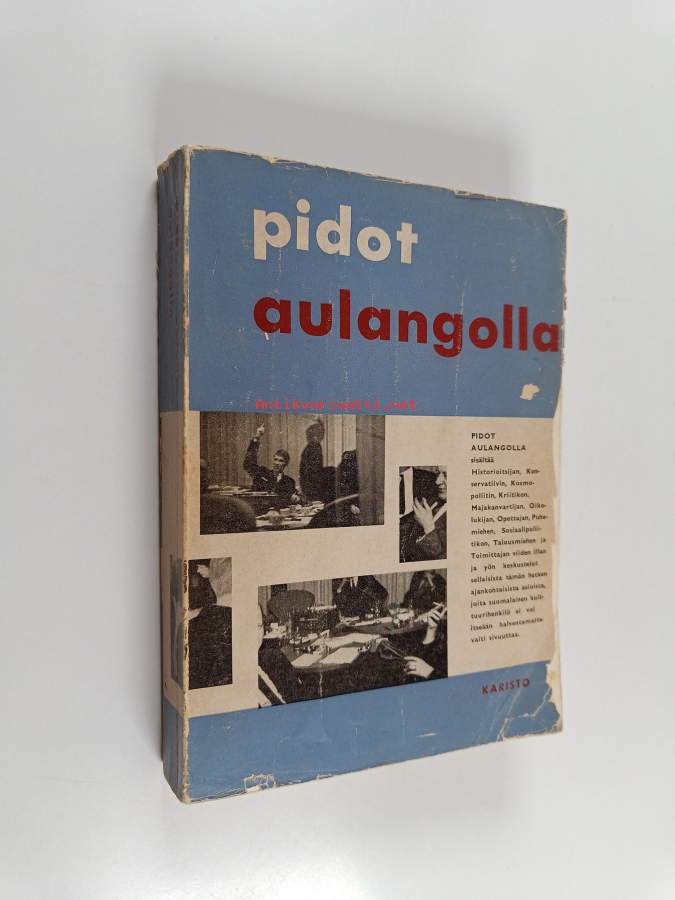 pidot
aulangolla
Antikvariaatti.net
PIDOT
AULANGOLLA
sisältää
Historioitsijan, Kon-
servatiivin, Kosmo-
poliitin, Kriitikon,
Majakanvartijan, Oiko-
lukijan, Opettajan, Puhe-
miehen, Sosiaalipolii-
tikon, Talousmiehen ja
Toimittajan viiden illan
ja yön keskustelut
sellaisista tämän hetken
ajankohtaisista asioista,
joita suomalainen kult-
tuurihenkilö ei voi
itseään halventamatta
vaiti sivuuttaa.
KARISTO